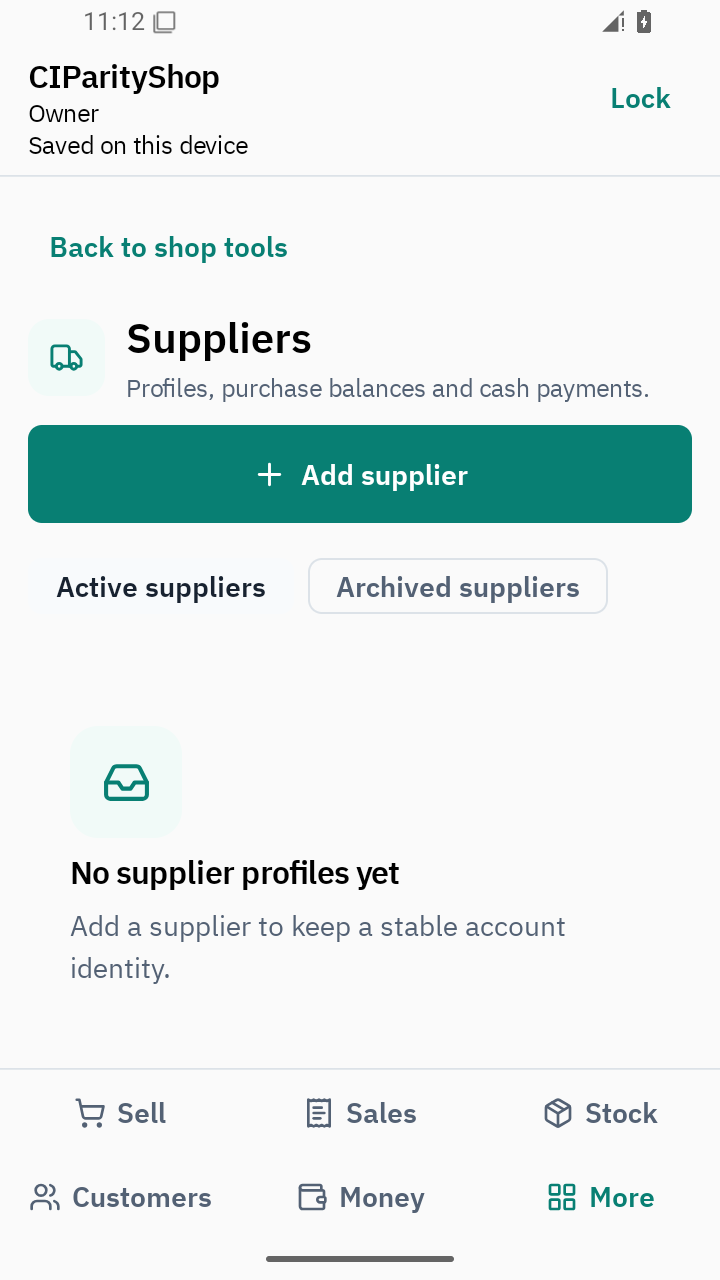 11:12
CIParityShop
Owner
Saved on this device
Lock
Back to shop tools
Suppliers
Profiles, purchase balances and cash payments.
Add supplier
Active suppliers
Archived suppliers
No supplier profiles yet
Add a supplier to keep a stable account
identity.
Sell
Sales
Stock
Customers
Money
More